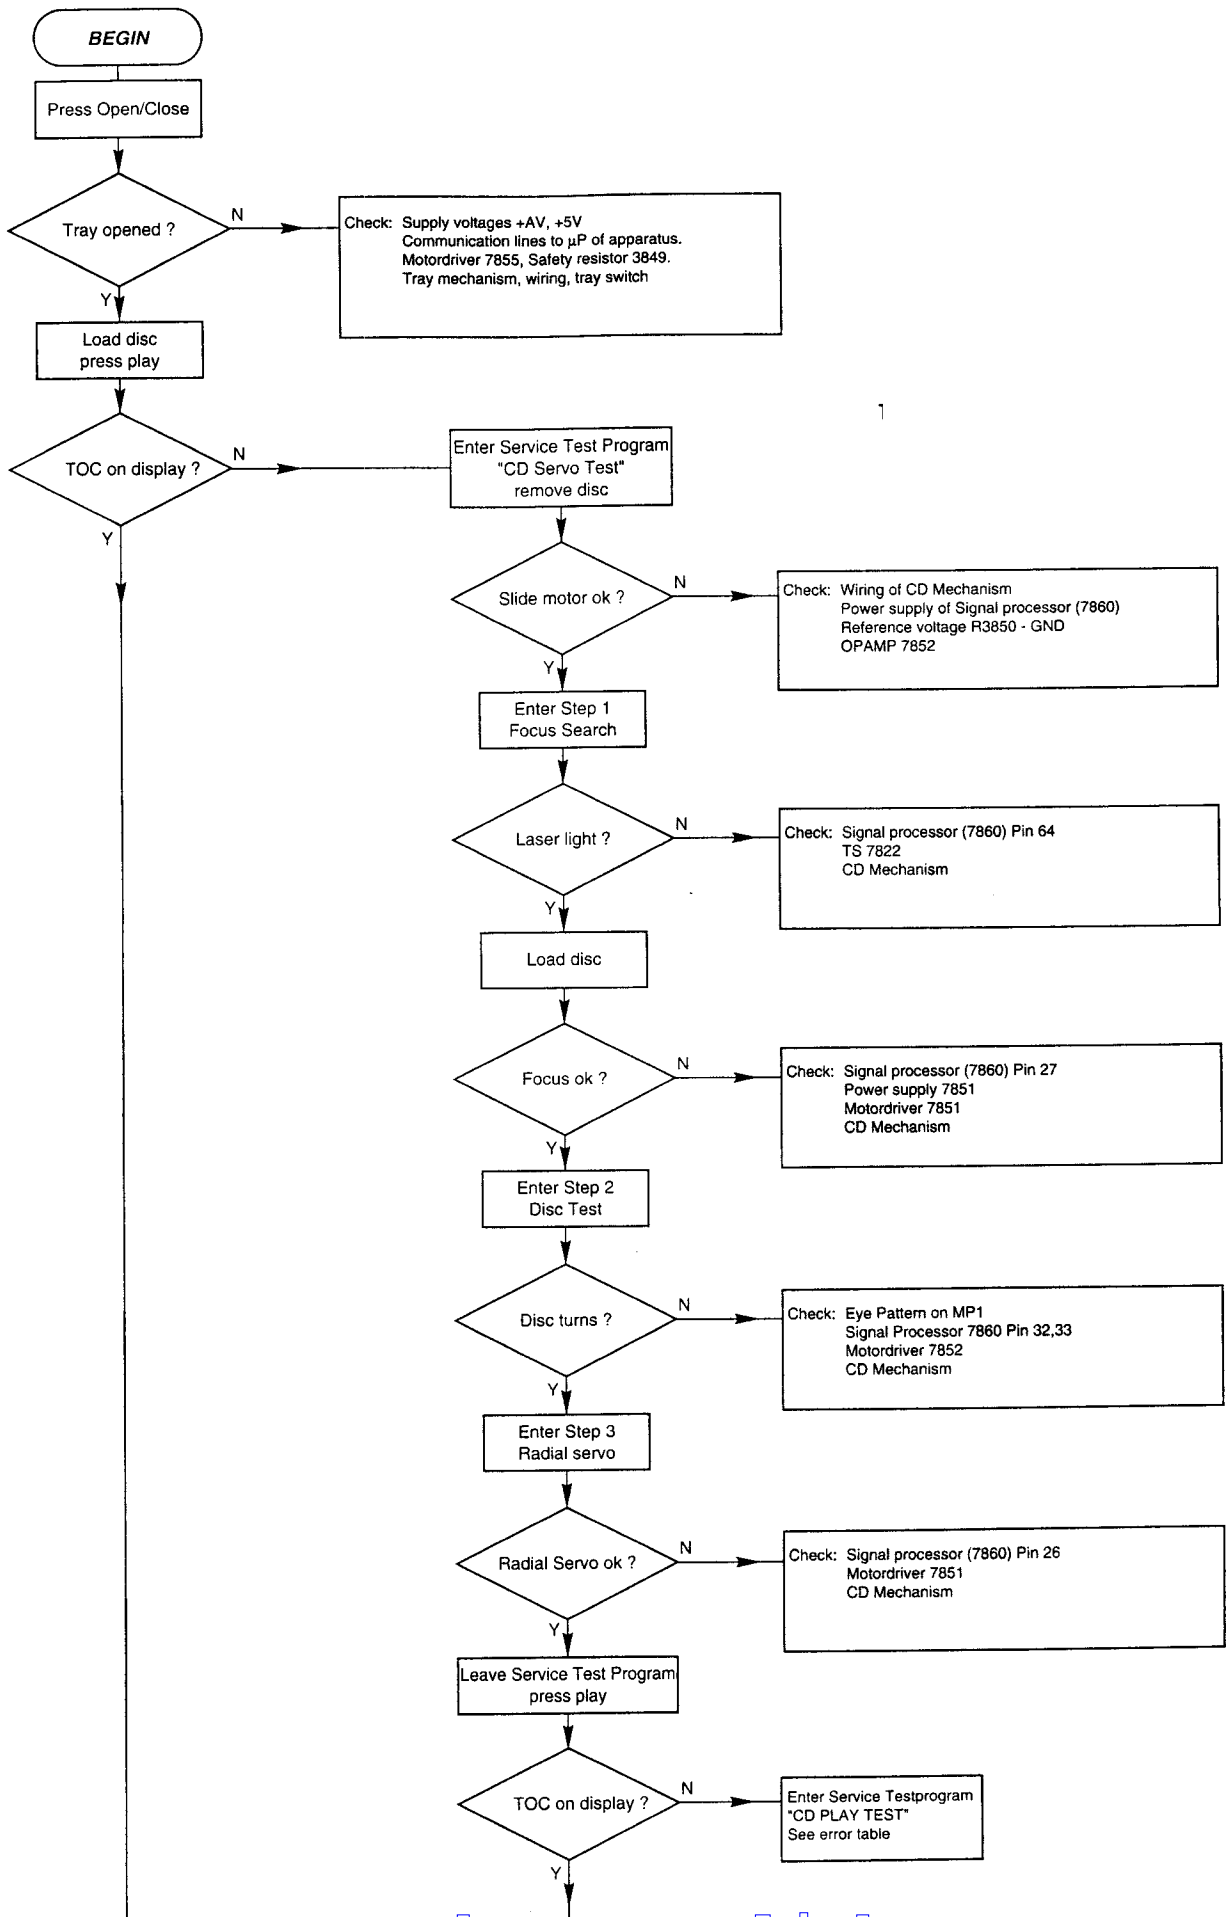 BEGIN
Press Open/Close
Tray opened ?
N
Check: Supply voltages +AV, +5V
Communication lines to µP of apparatus.
Motordriver 7855, Safety resistor 3849.
Tray mechanism, wiring, tray switch
Y
Load disc
press play
TOC on display ?
N
Y
Enter Service Test Program
"CD Servo Test"
remove disc
Slide motor ok ?
N
Check: Wiring of CD Mechanism
Power supply of Signal processor (7860)
Reference voltage R3850 - GND
OPAMP 7852
Y
Enter Step 1
Focus Search
Laser light ?
N
Check: Signal processor (7860) Pin 64
TS 7822
CD Mechanism
Y
Load disc
Focus ok ?
N
Check: Signal processor (7860) Pin 27
Power supply 7851
Motordriver 7851
CD Mechanism
Y
Enter Step 2
Disc Test
Disc turns ?
N
Check: Eye Pattern on MP1
Signal Processor 7860 Pin 32,33
Motordriver 7852
CD Mechanism
Y
Enter Step 3
Radial servo
Radial Servo ok ?
N
Check: Signal processor (7860) Pin 26
Motordriver 7851
CD Mechanism
Y
Leave Service Test Program
press play
TOC on display ?
N
Enter Service Testprogram
"CD PLAY TEST"
See error table
Y